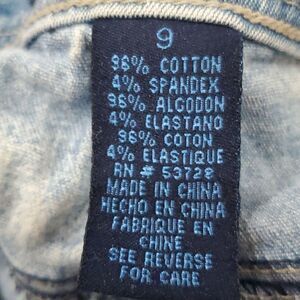 9
96% COTTON
4% SPANDEX
96% ALGODON
4% ELASTANO
96% COTON
4% ELASTIQUE
RN # 53728
MADE IN CHINA
HECHO EN CHINA
FABRIQUE EN
CHINE
SEE REVERSE
FOR CARE